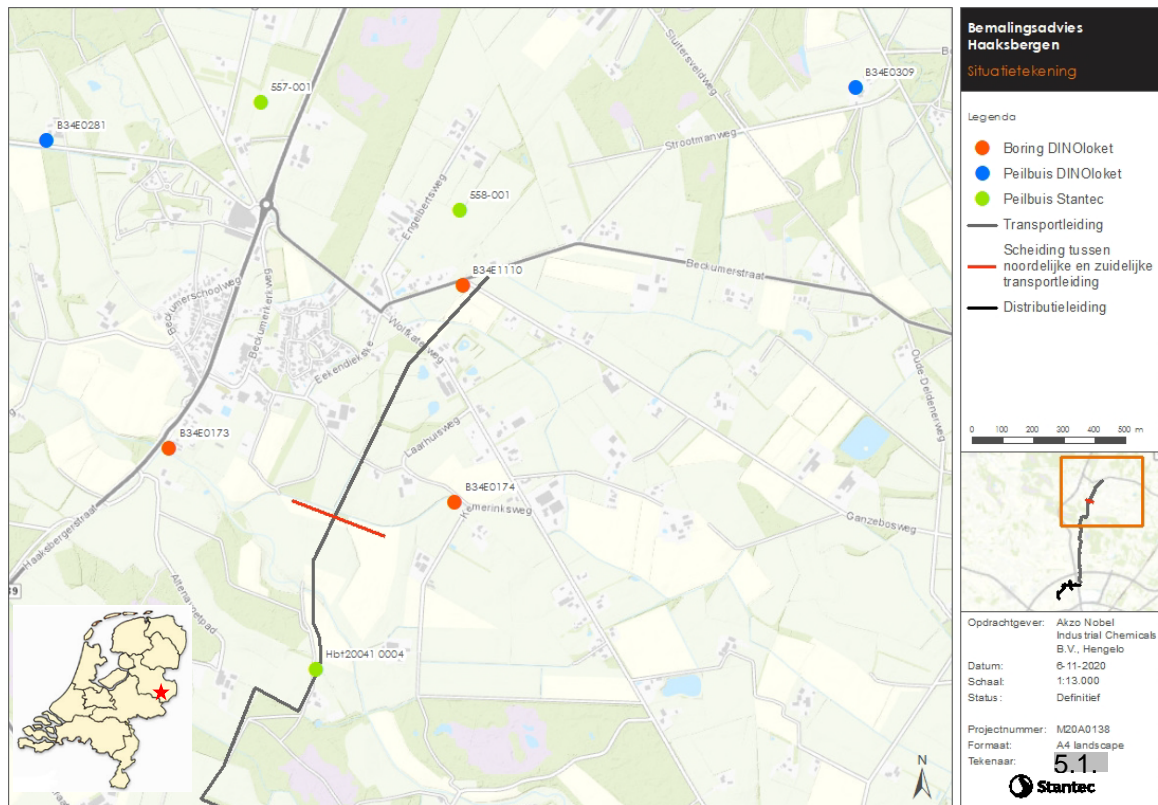 557-001
B34E0309
B34E0281
Sluitersveldweg
Strootmanweg
558-001
Engelbertsweg
B34E1110
Beckumerstraat
Beckumerschoolweg
Beckumerkerkweg
Wolfkaterweg
Eekendiekske
Oude Deldenerweg
B34E0173
Laarhuisweg
B34E0174
Ganzebosweg
Haaksbergerstraat
Hbt20041 0004
N
Bemalingsadvies
Haaksbergen
Situatietekening
Legenda
Boring DINOloket
Peilbuis DINOloket
Peilbuis Stantec
Transportleiding
Scheiding tussen
noordelijke en zuidelijke
transportleiding
Distributieleiding
0 100 200 300 400 500 m
Opdrachtgever: Akzo Nobel
Industrial Chemicals
B.V., Hengelo
Datum: 6-11-2020
Schaal: 1:13.000
Status: Definitief
Projectnummer: M20A0138
Formaat: A4 landscape
Tekenaar: 5.1.
Stantec